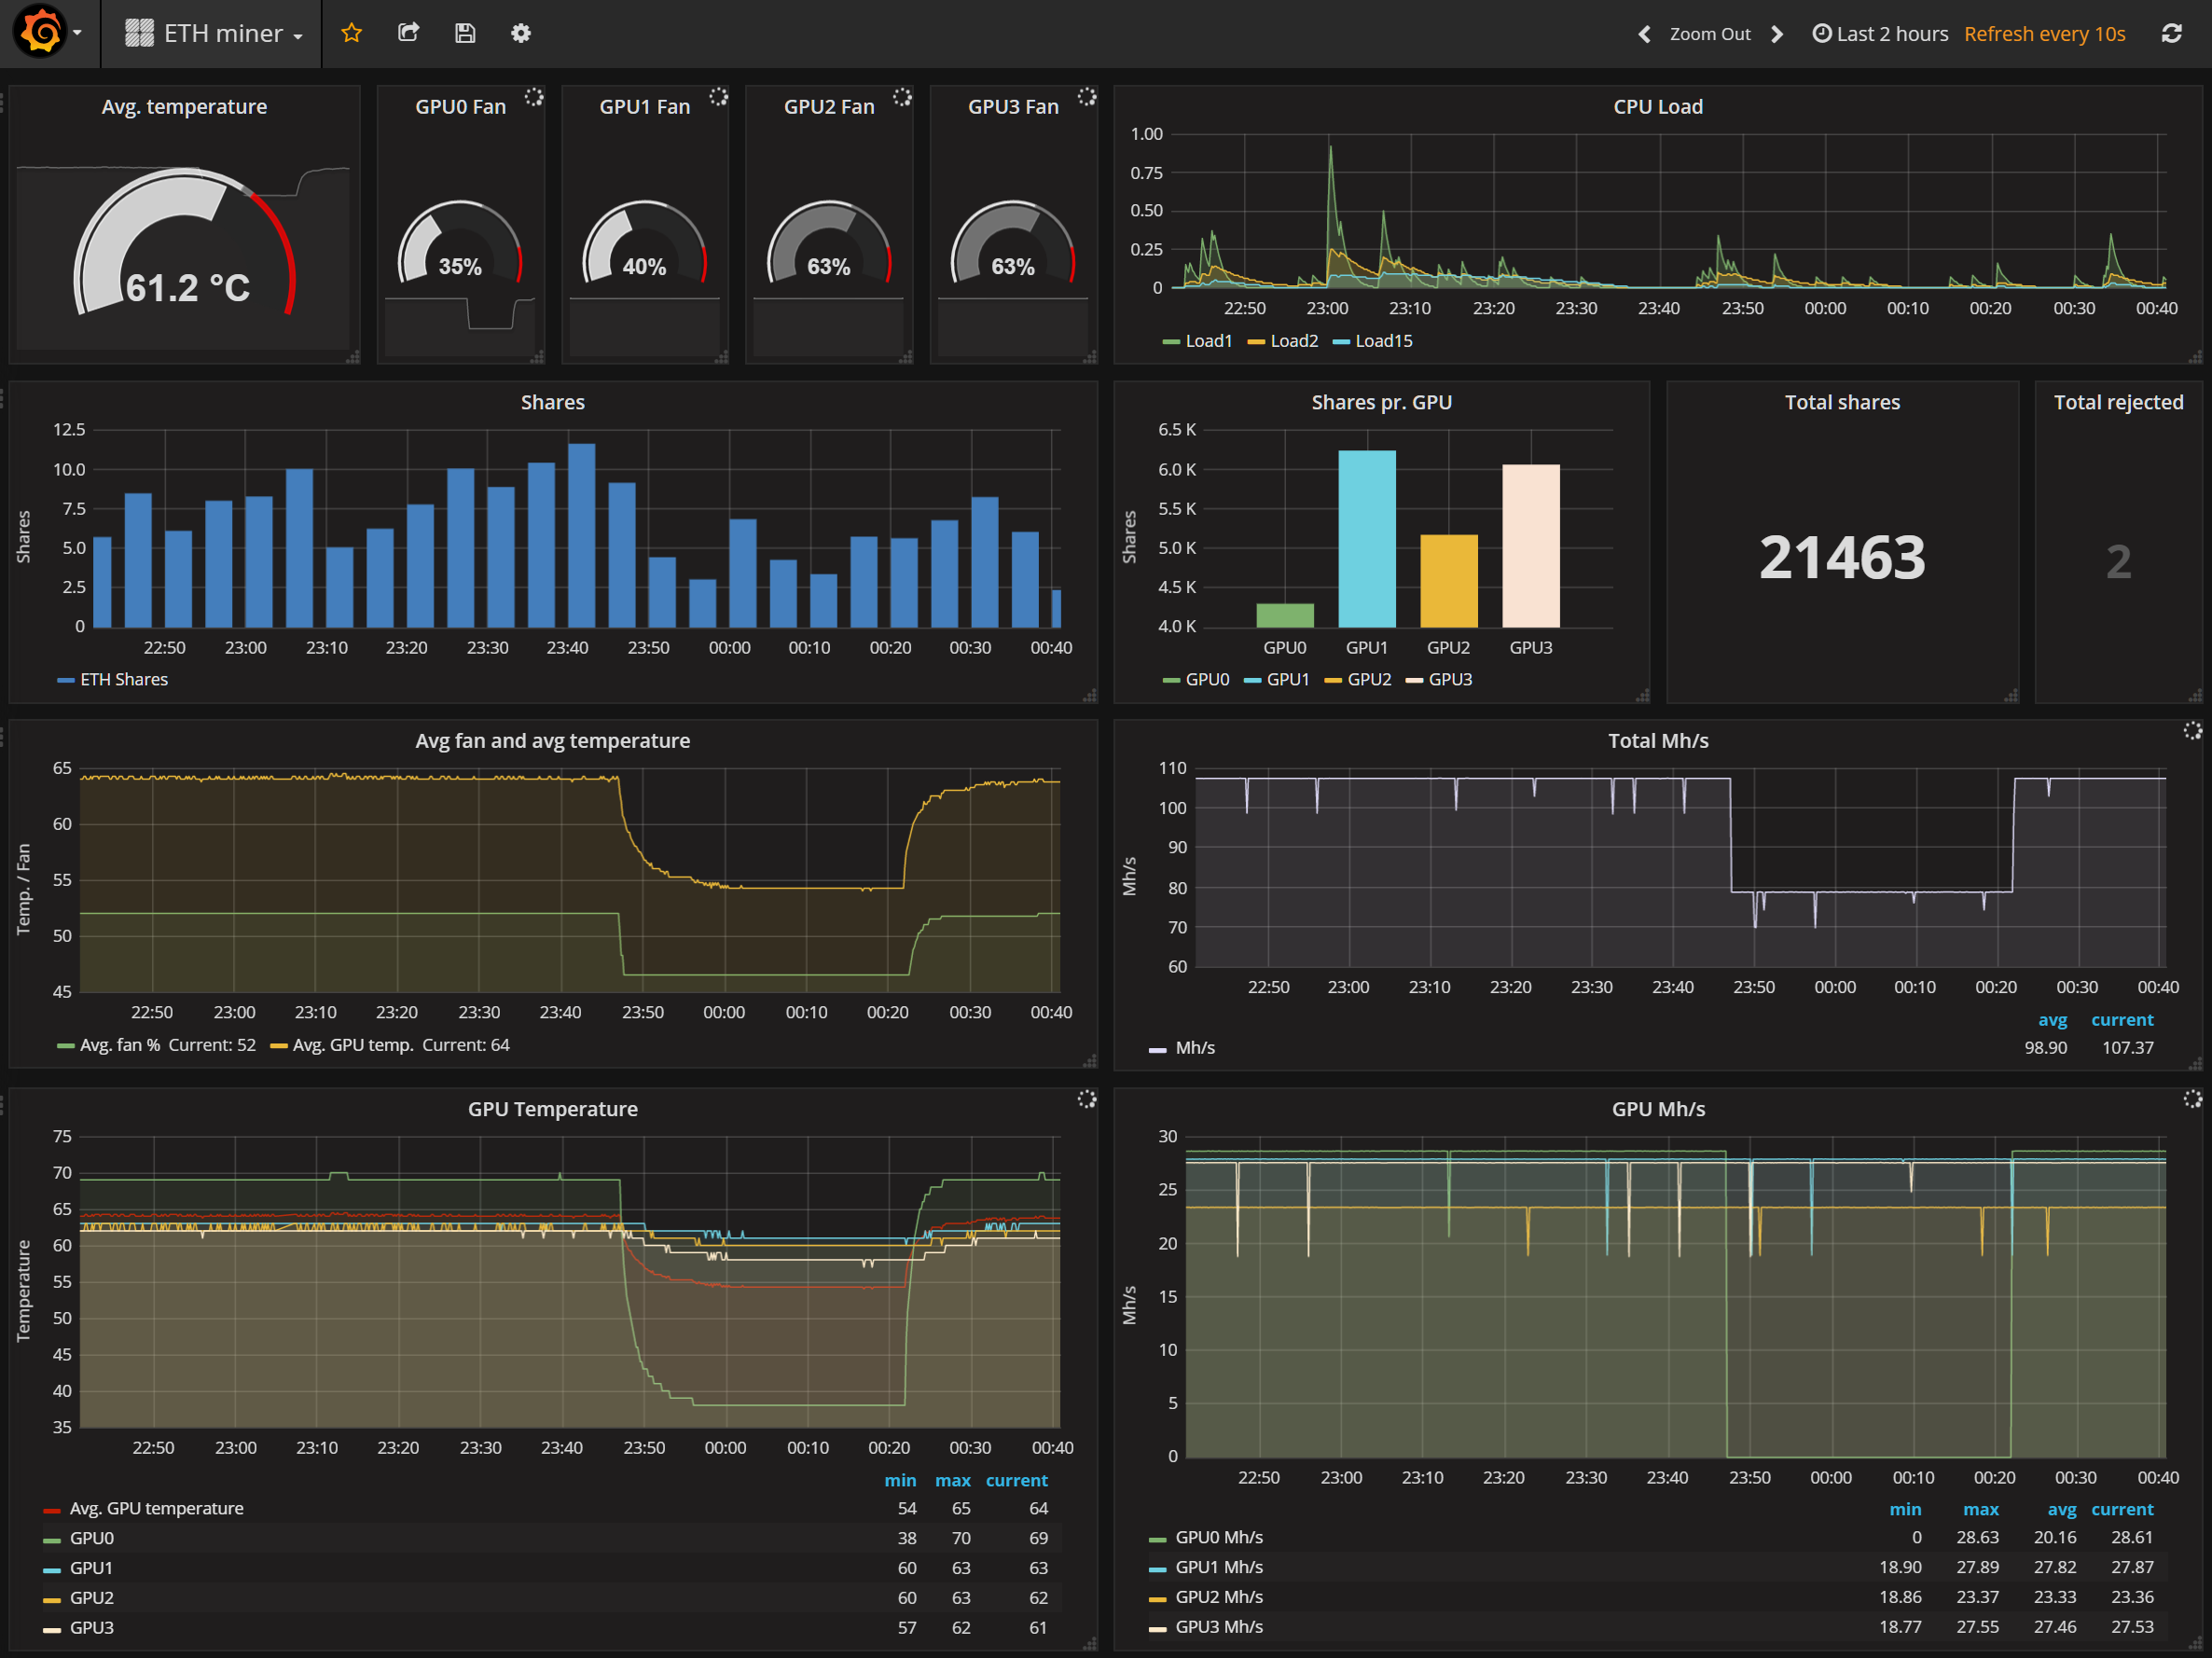 ETH miner
Zoom Out
Last 2 hours Refresh every 10s
Avg. temperature
61.2 °C
GPU0 Fan
35%
GPU1 Fan
40%
GPU2 Fan
63%
GPU3 Fan
63%
CPU Load
1.00
0.75
0.50
0.25
0
22:50 23:00 23:10 23:20 23:30 23:40 23:50 00:00 00:10 00:20 00:30 00:40
Load1 Load2 Load15
Shares
Shares
12.5
10.0
7.5
5.0
2.5
0
22:50 23:00 23:10 23:20 23:30 23:40 23:50 00:00 00:10 00:20 00:30 00:40
ETH Shares
Shares pr. GPU
Shares
6.5 K
6.0 K
5.5 K
5.0 K
4.5 K
4.0 K
GPU0 GPU1 GPU2 GPU3
GPU0 GPU1 GPU2 GPU3
Total shares
21463
Total rejected
2
Avg fan and avg temperature
Temp. / Fan
65
60
55
50
45
22:50 23:00 23:10 23:20 23:30 23:40 23:50 00:00 00:10 00:20 00:30 00:40
Avg. fan % Current: 52 Avg. GPU temp. Current: 64
Total Mh/s
Mh/s
110
100
90
80
70
60
22:50 23:00 23:10 23:20 23:30 23:40 23:50 00:00 00:10 00:20 00:30 00:40
avg current
Mh/s 98.90 107.37
GPU Temperature
Temperature
75
70
65
60
55
50
45
40
35
22:50 23:00 23:10 23:20 23:30 23:40 23:50 00:00 00:10 00:20 00:30 00:40
min max current
Avg. GPU temperature 54 65 64
GPU0 38 70 69
GPU1 60 63 63
GPU2 60 63 62
GPU3 57 62 61
GPU Mh/s
Mh/s
30
25
20
15
10
5
0
22:50 23:00 23:10 23:20 23:30 23:40 23:50 00:00 00:10 00:20 00:30 00:40
min max avg current
GPU0 Mh/s 0 28.63 20.16 28.61
GPU1 Mh/s 18.90 27.89 27.82 27.87
GPU2 Mh/s 18.86 23.37 23.33 23.36
GPU3 Mh/s 18.77 27.55 27.46 27.53